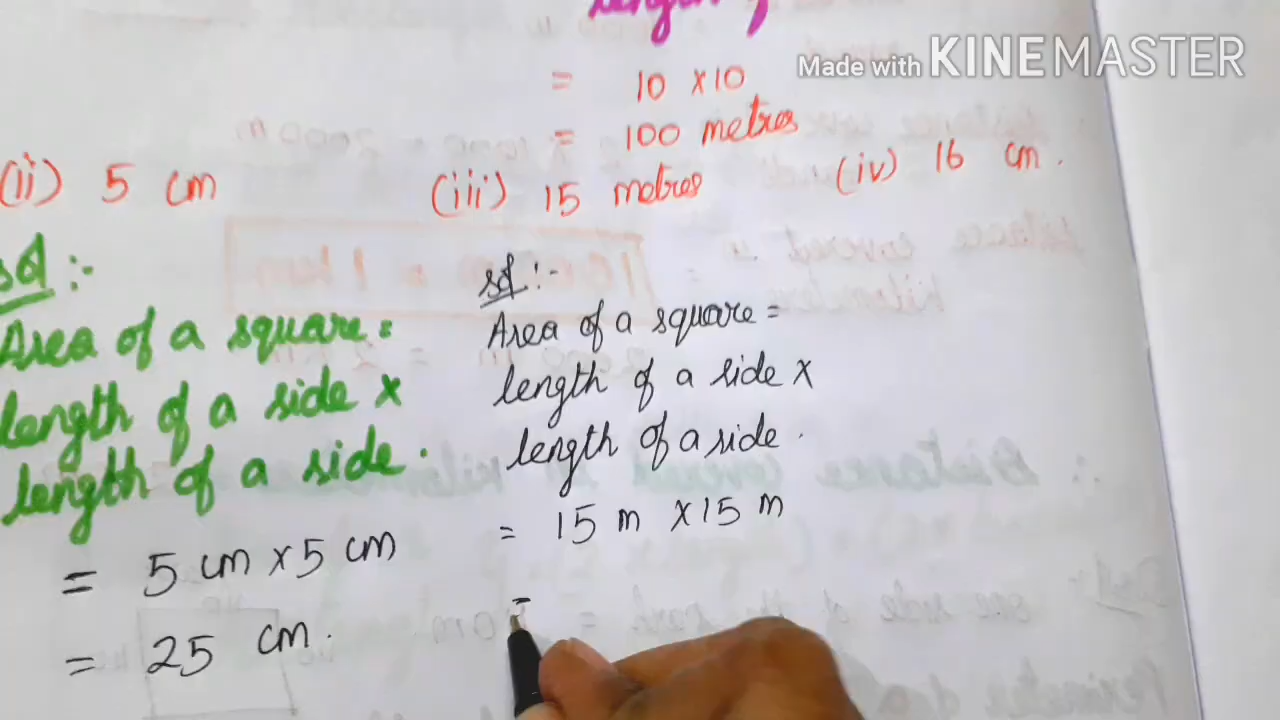 length of
Made with KINEMASTER
= 10 x 10
= 100 metres
(ii) 5 cm (iii) 15 metres (iv) 16 cm.
sol :-
Area of a square =
length of a side x
length of a side.
= 5 cm x 5 cm
= 25 cm.
sol :-
Area of a square =
length of a side x
length of a side.
= 15 m x 15 m
=